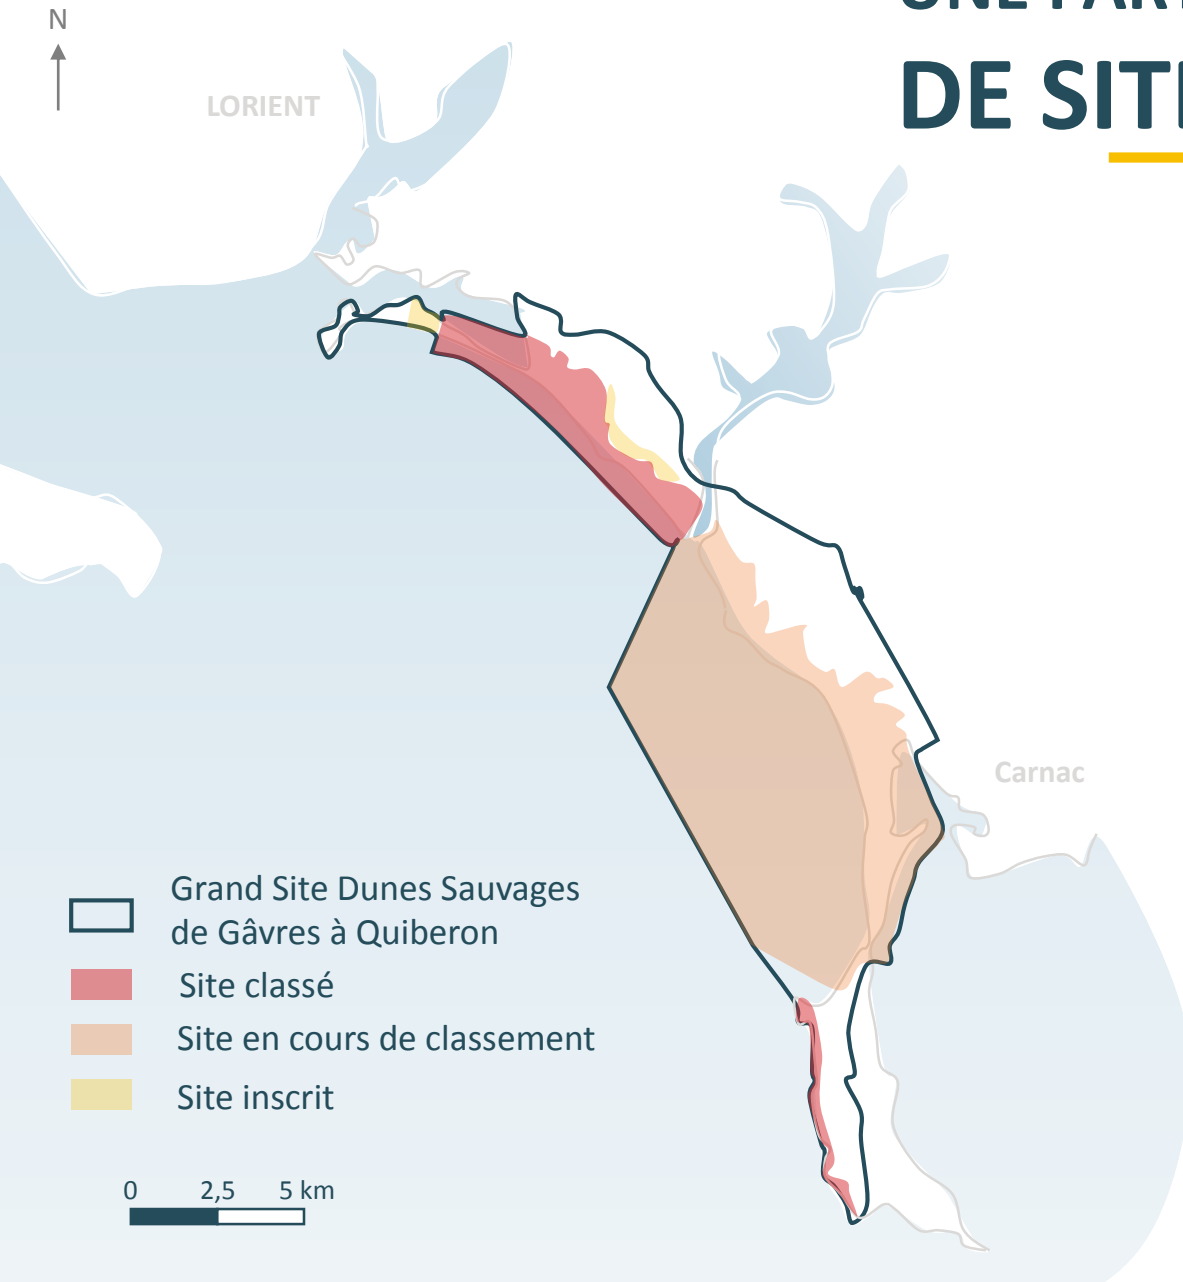 N
DE SIT
LORIENT
Carnac
Grand Site Dunes Sauvages
de Gâvres à Quiberon
Site classé
Site en cours de classement
Site inscrit
0 2,5 5 km